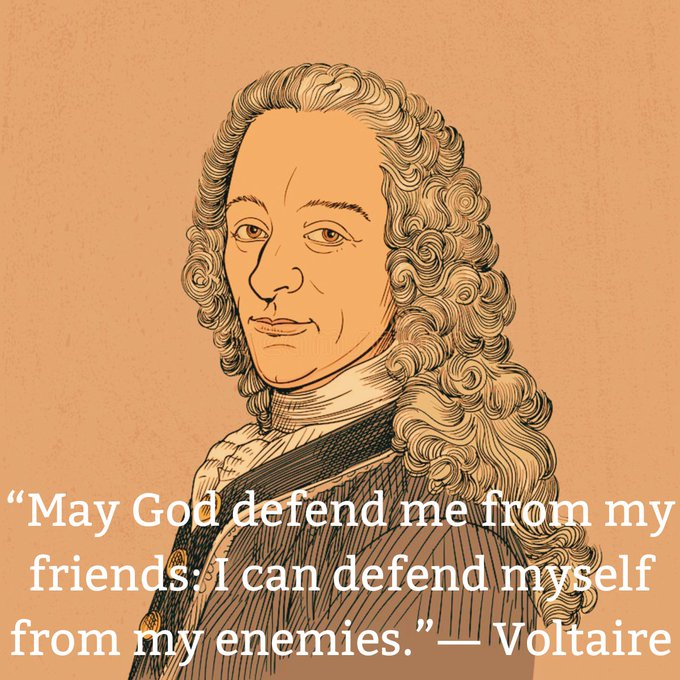 “May God defend me from my
friends: I can defend myself
from my enemies.”— Voltaire